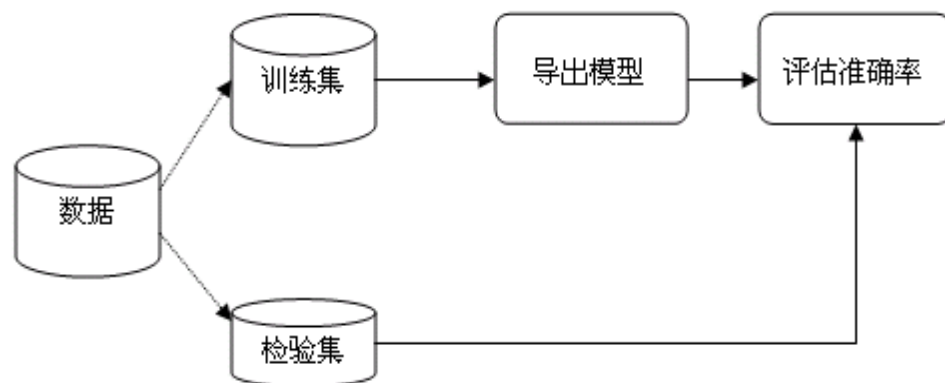 训练集
导出模型
评估准确率
数据
检验集